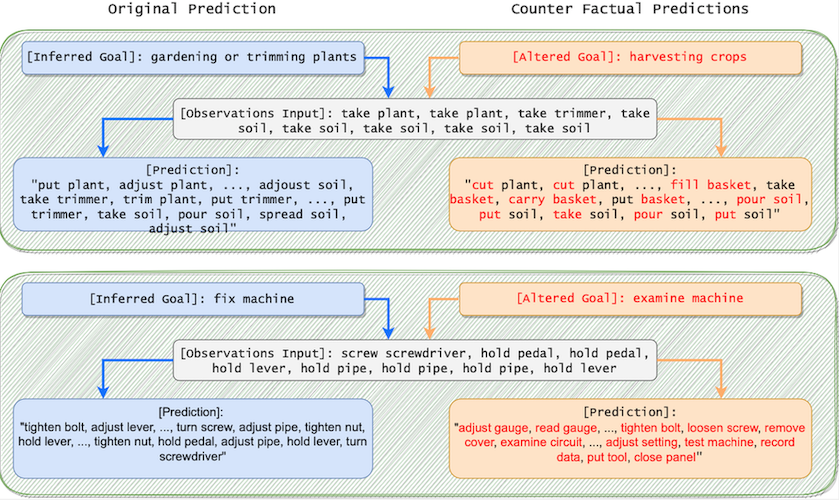 Original Prediction
Counter Factual Predictions
[Inferred Goal]: gardening or trimming plants
[Altered Goal]: harvesting crops
[Observations Input]: take plant, take plant, take trimmer, take
soil, take soil, take soil, take soil, take soil
[Prediction]:
"put plant, adjust plant, ..., adjoust soil,
take trimmer, trim plant, put trimmer, ..., put
trimmer, take soil, pour soil, spread soil,
adjust soil"
[Prediction]:
"cut plant, cut plant, ..., fill basket, take
basket, carry basket, put basket, ..., pour soil,
put soil, take soil, pour soil, put soil"
[Inferred Goal]: fix machine
[Altered Goal]: examine machine
[Observations Input]: screw screwdriver, hold pedal, hold pedal,
hold lever, hold pipe, hold pipe, hold pipe, hold lever
[Prediction]:
"tighten bolt, adjust lever, ..., turn screw, adjust pipe, tighten nut,
hold lever, ..., tighten nut, hold pedal, adjust pipe, hold lever, turn
screwdriver"
[Prediction]:
"adjust gauge, read gauge, ..., tighten bolt, loosen screw, remove
cover, examine circuit, ..., adjust setting, test machine, record
data, put tool, close panel"